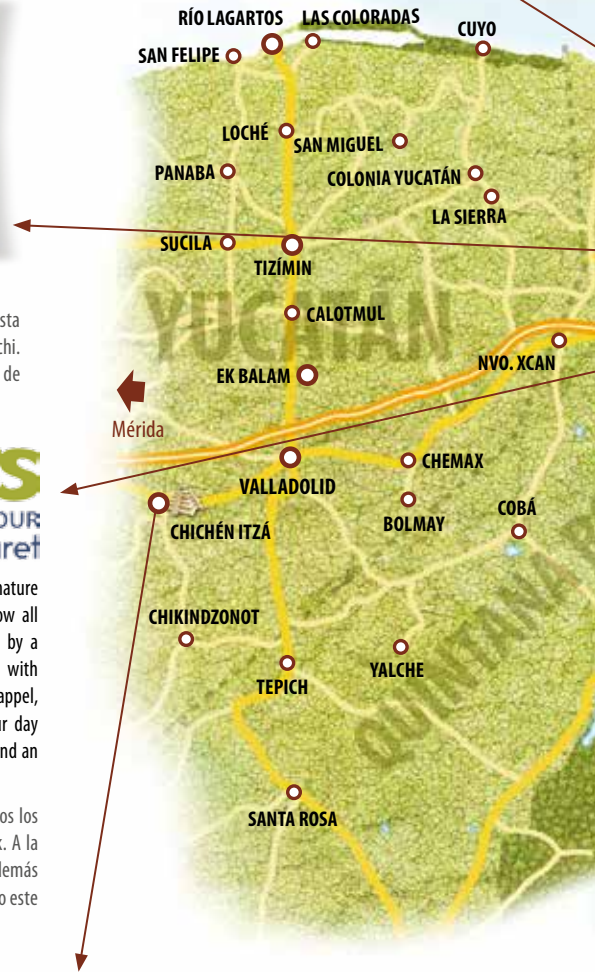 RÍO LAGARTOS
LAS COLORADAS
CUYO
SAN FELIPE
LOCHÉ
SAN MIGUEL
PANABA
COLONIA YUCATÁN
LA SIERRA
SUCILA
TIZÍMIN
YUCATÁN
CALOTMUL
NVO. XCAN
EK BALAM
Mérida
CHEMAX
VALLADOLID
BOLMAY
COBÁ
CHICHÉN ITZÁ
CHIKINDZONOT
YALCHE
TEPICH
QUINTANA R
SANTA ROSA
sta
chi.
de
s
OUR
aret
nature
ow all
by a
with
appel,
ur day
nd an
os los
k. A la
demás
o este